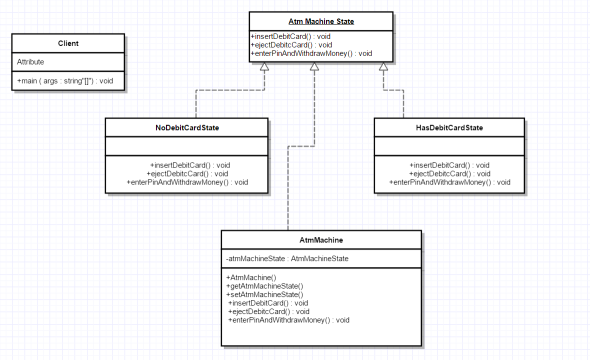 Atm Machine State
+insertDebitCard() : void
+ejectDebitcCard() : void
+enterPinAndWithdrawMoney() : void
Client
Attribute
+main ( args : string"[]") : void
NoDebitCardState
+insertDebitCard() : void
+ejectDebitcCard() : void
+enterPinAndWithdrawMoney() : void
HasDebitCardState
+insertDebitCard() : void
+ejectDebitcCard() : void
+enterPinAndWithdrawMoney() : void
AtmMachine
-atmMachineState : AtmMachineState
+AtmMachine()
+getAtmMachineState()
+setAtmMachineState()
+insertDebitCard() : void
+ejectDebitcCard() : void
+enterPinAndWithdrawMoney() : void